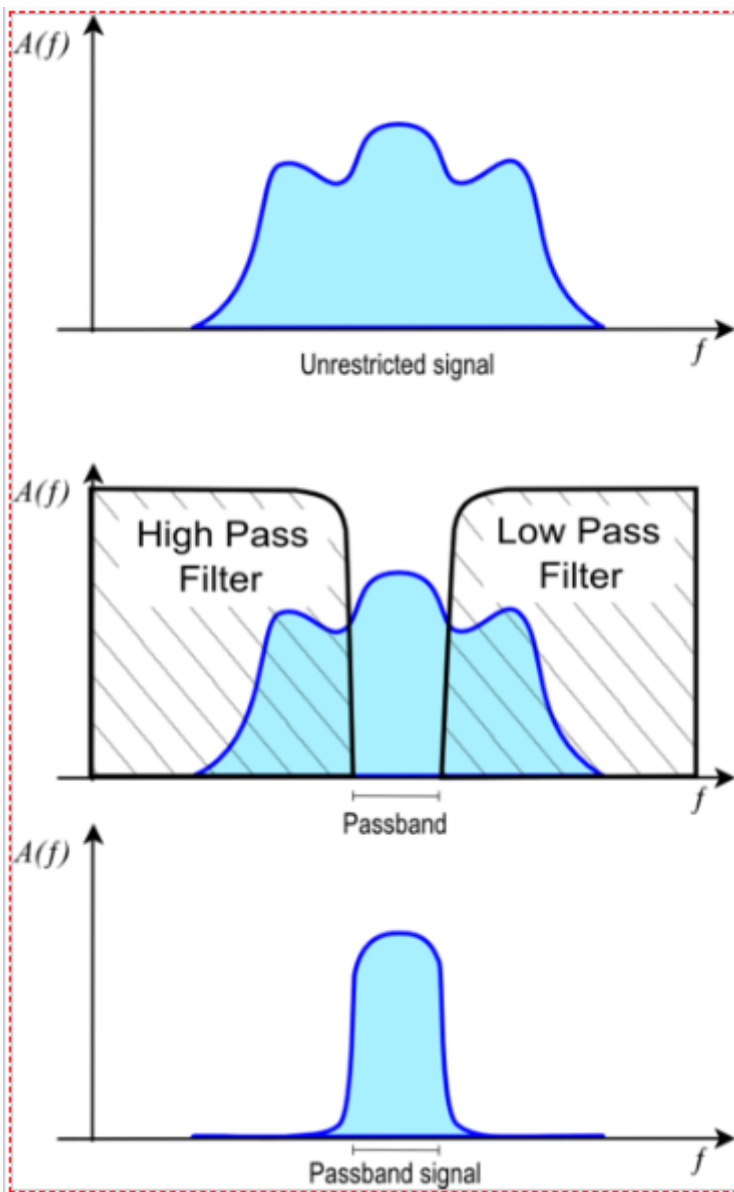 A(f)
f
Unrestricted signal
A(f)
High Pass
Filter
Low Pass
Filter
f
Passband
A(f)
f
Passband signal